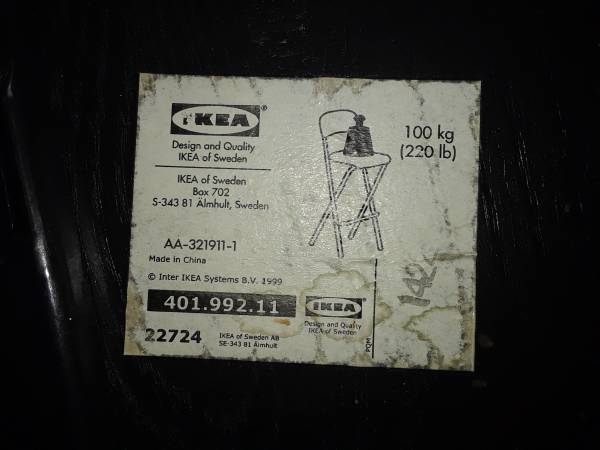 IKEA®
Design and Quality
IKEA of Sweden
IKEA of Sweden
Box 702
S-343 81 Älmhult, Sweden
100 kg
(220 lb)
AA-321911-1
Made in China
© Inter IKEA Systems B.V. 1999
401.992.11
22724
IKEA of Sweden AB
SE-343 81 Älmhult
IKEA®
Design and Quality
IKEA of Sweden
PQM
142